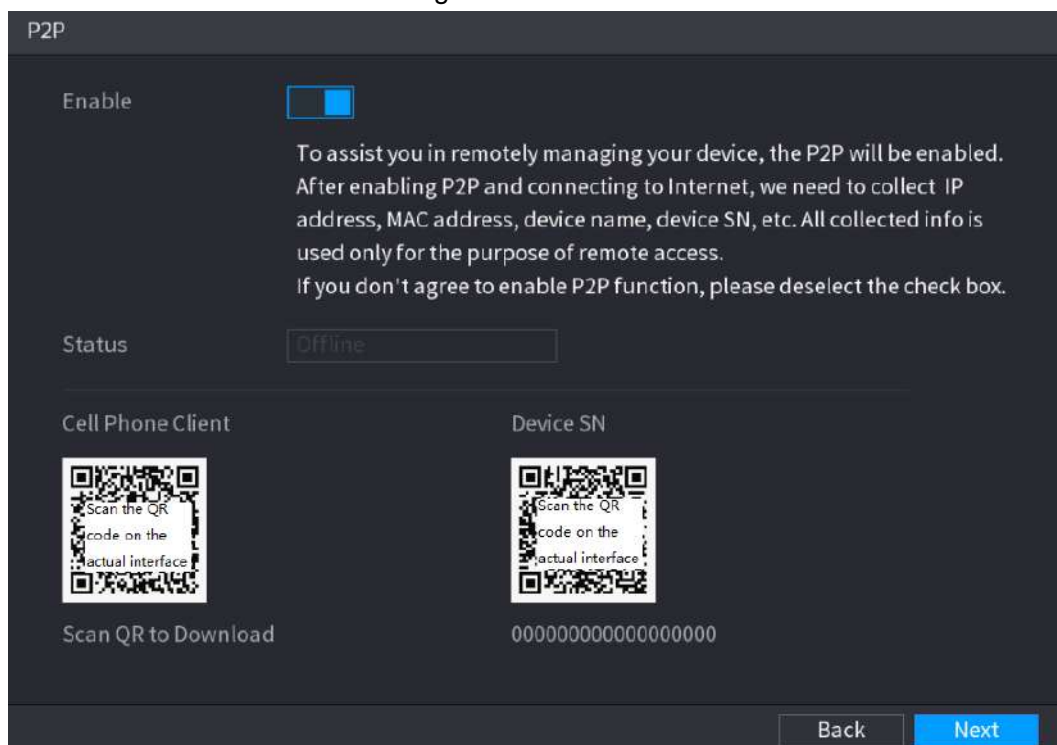 P2P
Enable
To assist you in remotely managing your device, the P2P will be enabled.
After enabling P2P and connecting to Internet, we need to collect IP
address, MAC address, device name, device SN, etc. All collected info is
used only for the purpose of remote access.
If you don't agree to enable P2P function, please deselect the check box.
Status
Offline
Cell Phone Client
Device SN
Scan the QR
code on the
actual interface
Scan the QR
code on the
actual interface
Scan QR to Download
000000000000000000
Back
Next